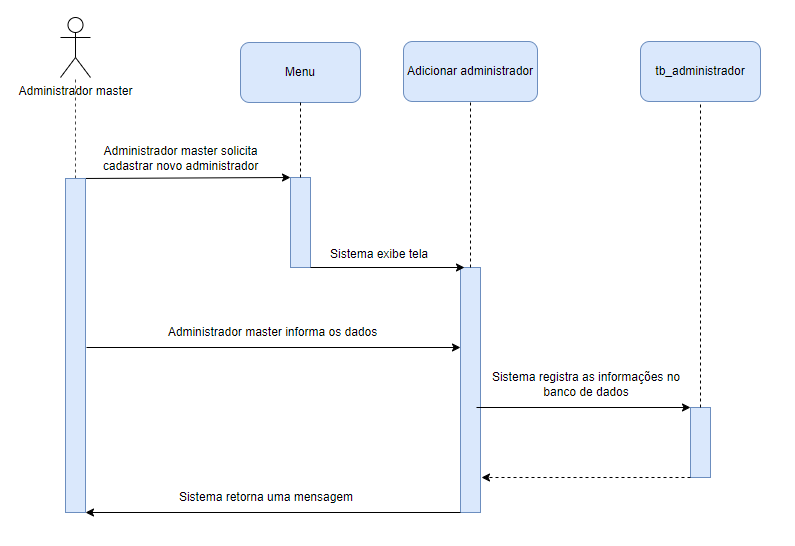 Administrador master
Menu
Adicionar administrador
tb_administrador
Administrador master solicita
cadastrar novo administrador
Sistema exibe tela
Administrador master informa os dados
Sistema registra as informações no
banco de dados
Sistema retorna uma mensagem